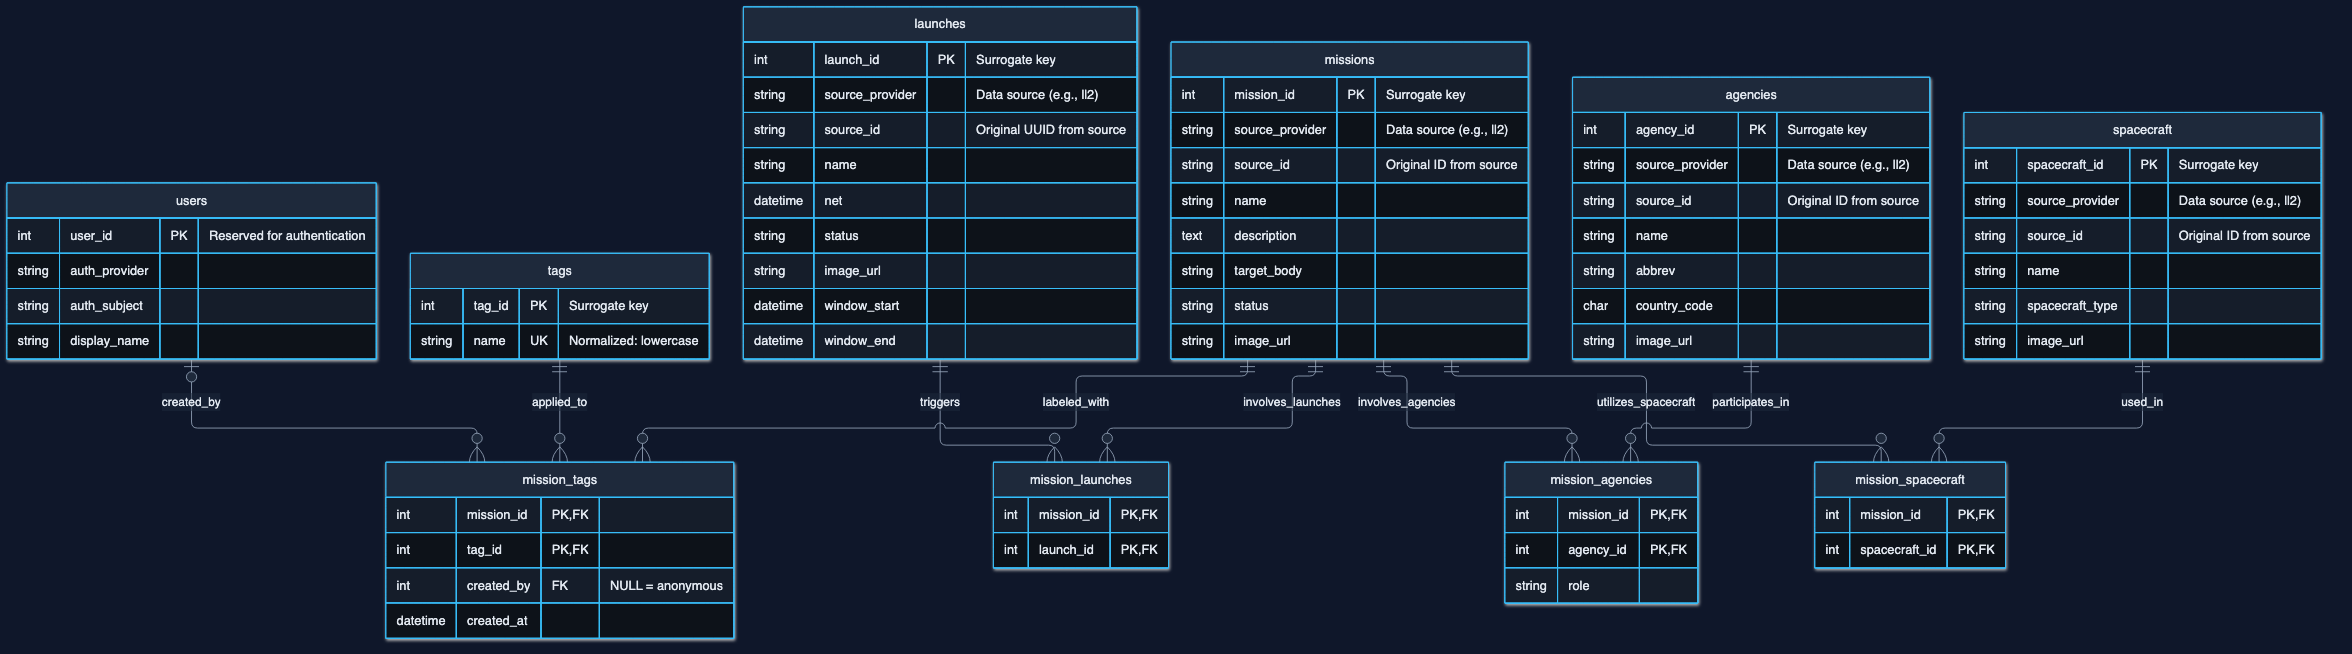 users
int user_id PK Reserved for authentication
string auth_provider
string auth_subject
string display_name
tags
int tag_id PK Surrogate key
string name UK Normalized: lowercase
launches
int launch_id PK Surrogate key
string source_provider Data source (e.g., ll2)
string source_id Original UUID from source
string name
datetime net
string status
string image_url
datetime window_start
datetime window_end
missions
int mission_id PK Surrogate key
string source_provider Data source (e.g., ll2)
string source_id Original ID from source
string name
text description
string target_body
string status
string image_url
agencies
int agency_id PK Surrogate key
string source_provider Data source (e.g., ll2)
string source_id Original ID from source
string name
string abbrev
char country_code
string image_url
spacecraft
int spacecraft_id PK Surrogate key
string source_provider Data source (e.g., ll2)
string source_id Original ID from source
string name
string spacecraft_type
string image_url
created_by
applied_to
triggers
labeled_with
involves_launches
involves_agencies
utilizes_spacecraft
participates_in
used_in
mission_tags
int mission_id PK,FK
int tag_id PK,FK
int created_by FK NULL = anonymous
datetime created_at
mission_launches
int mission_id PK,FK
int launch_id PK,FK
mission_agencies
int mission_id PK,FK
int agency_id PK,FK
string role
mission_spacecraft
int mission_id PK,FK
int spacecraft_id PK,FK